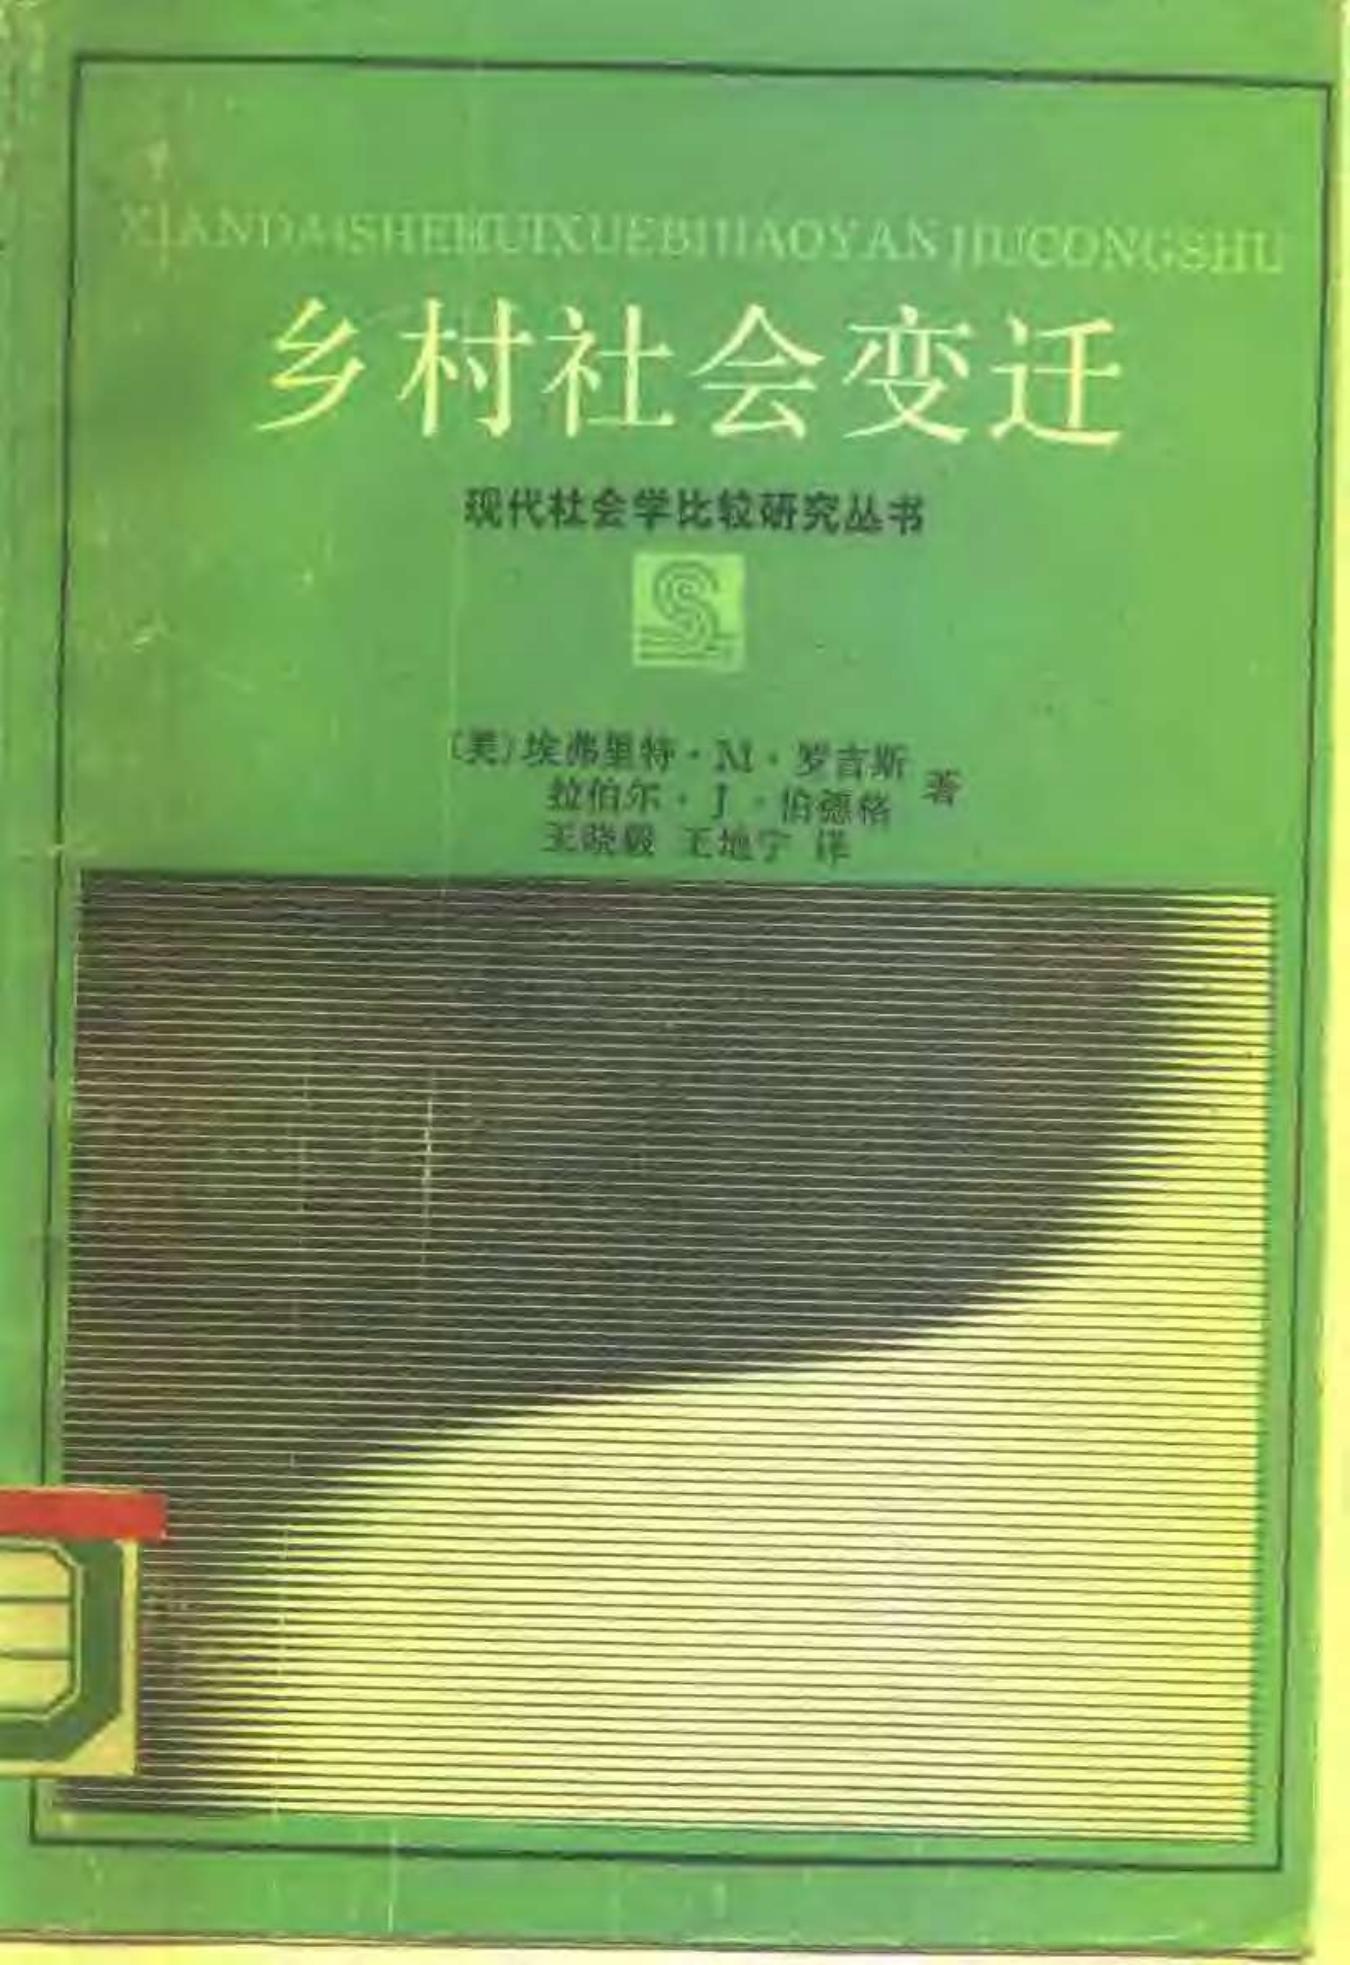 XIANDAISHEHUIXUEBIJIAOYANJIUCONGSHU
乡村社会变迁
现代社会学比较研究丛书
S
〔美〕埃弗里特·M·罗吉斯
拉伯尔·J·伯德格 著
王晓毅 王地宁 译